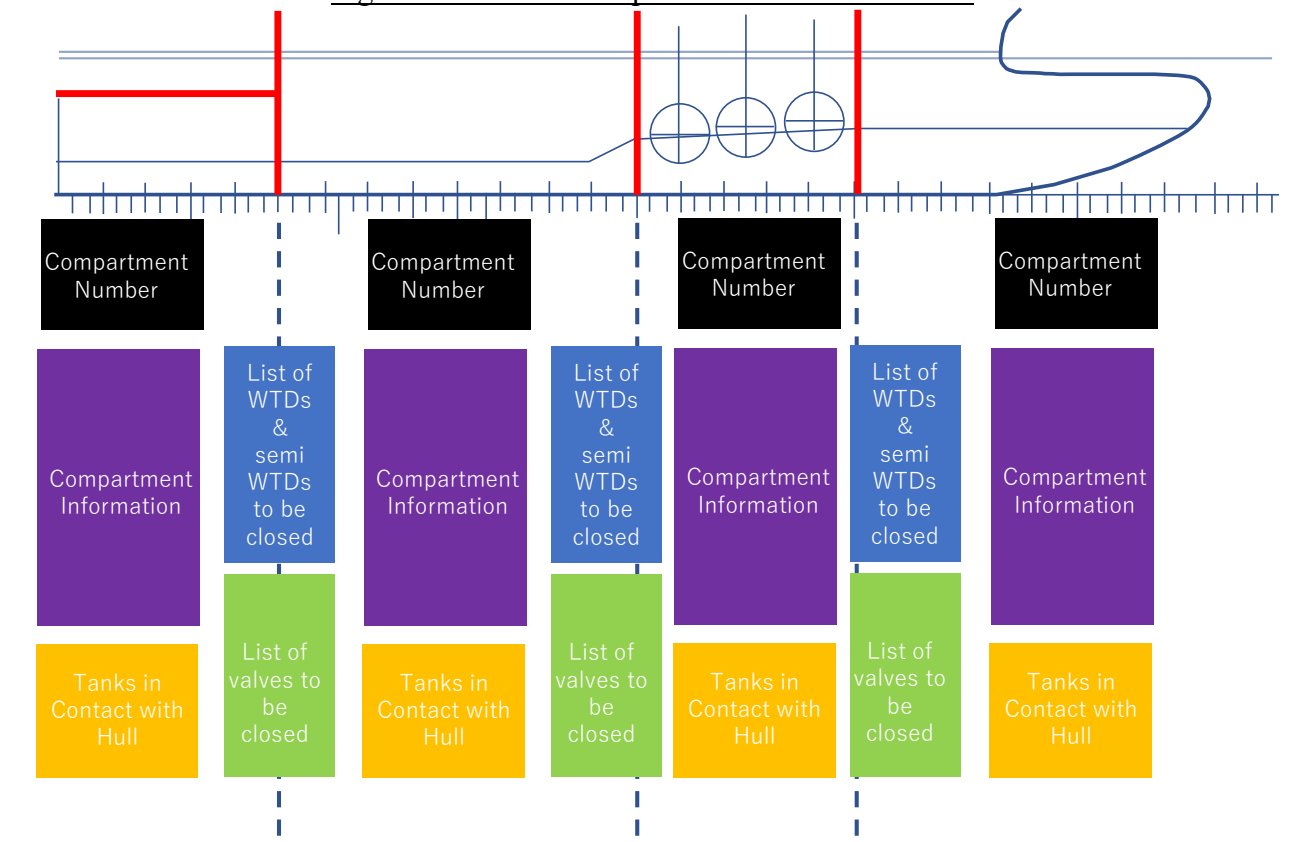 Compartment
Number
Compartment
Number
Compartment
Number
Compartment
Number
Compartment
Information
List of
WTDs
&
semi
WTDs
to be
closed
Compartment
Information
List of
WTDs
&
semi
WTDs
to be
closed
Compartment
Information
List of
WTDs
&
semi
WTDs
to be
closed
Compartment
Information
Tanks in
Contact with
Hull
List of
valves to
be
closed
Tanks in
Contact with
Hull
List of
valves to
be
closed
Tanks in
Contact with
Hull
List of
valves to
be
closed
Tanks in
Contact with
Hull